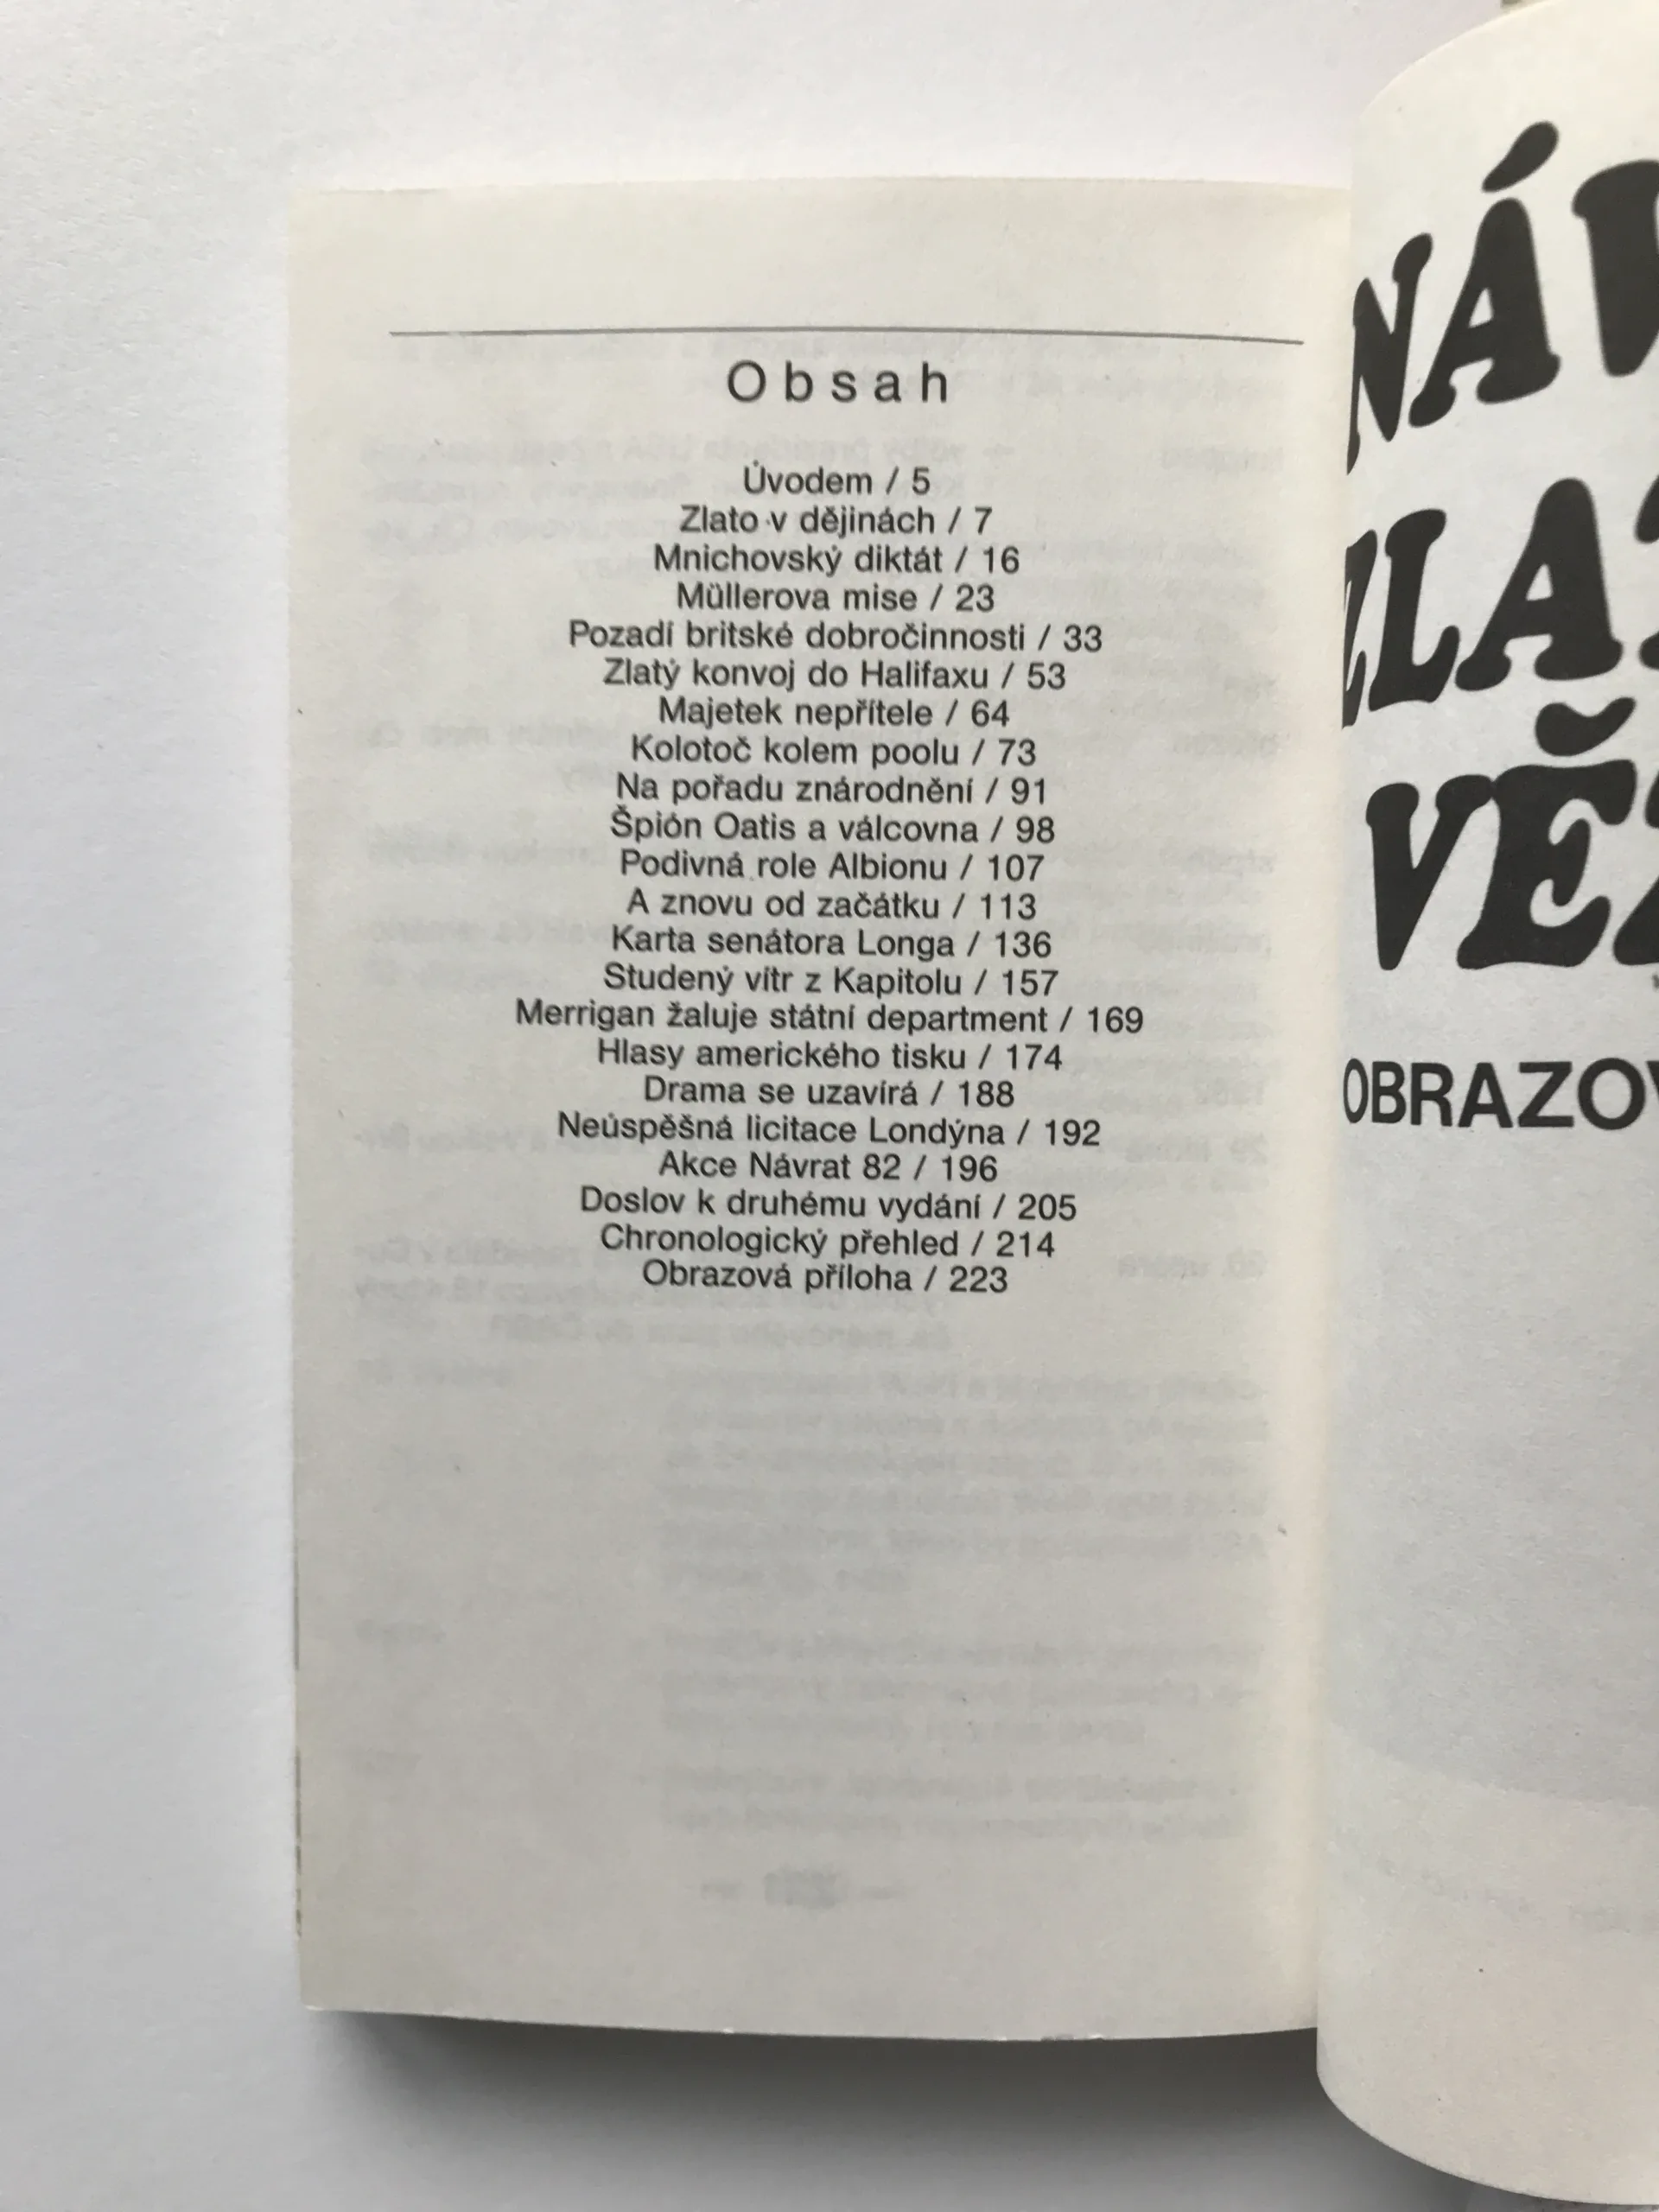 Obsah
Úvodem / 5
Zlato v dějinách / 7
Mnichovský diktát / 16
Müllerova mise / 23
Pozadí britské dobročinnosti / 33
Zlatý konvoj do Halifaxu / 53
Majetek nepřítele / 64
Kolotoč kolem poolu / 73
Na pořadu znárodnění / 91
Špión Oatis a válcovna / 98
Podivná role Albionu / 107
A znovu od začátku / 113
Karta senátora Longa / 136
Studený vítr z Kapitolu / 157
Merrigan žaluje státní department / 169
Hlasy amerického tisku / 174
Drama se uzavírá / 188
Neúspěšná licitace Londýna / 192
Akce Návrat 82 / 196
Doslov k druhému vydání / 205
Chronologický přehled / 214
Obrazová příloha / 223